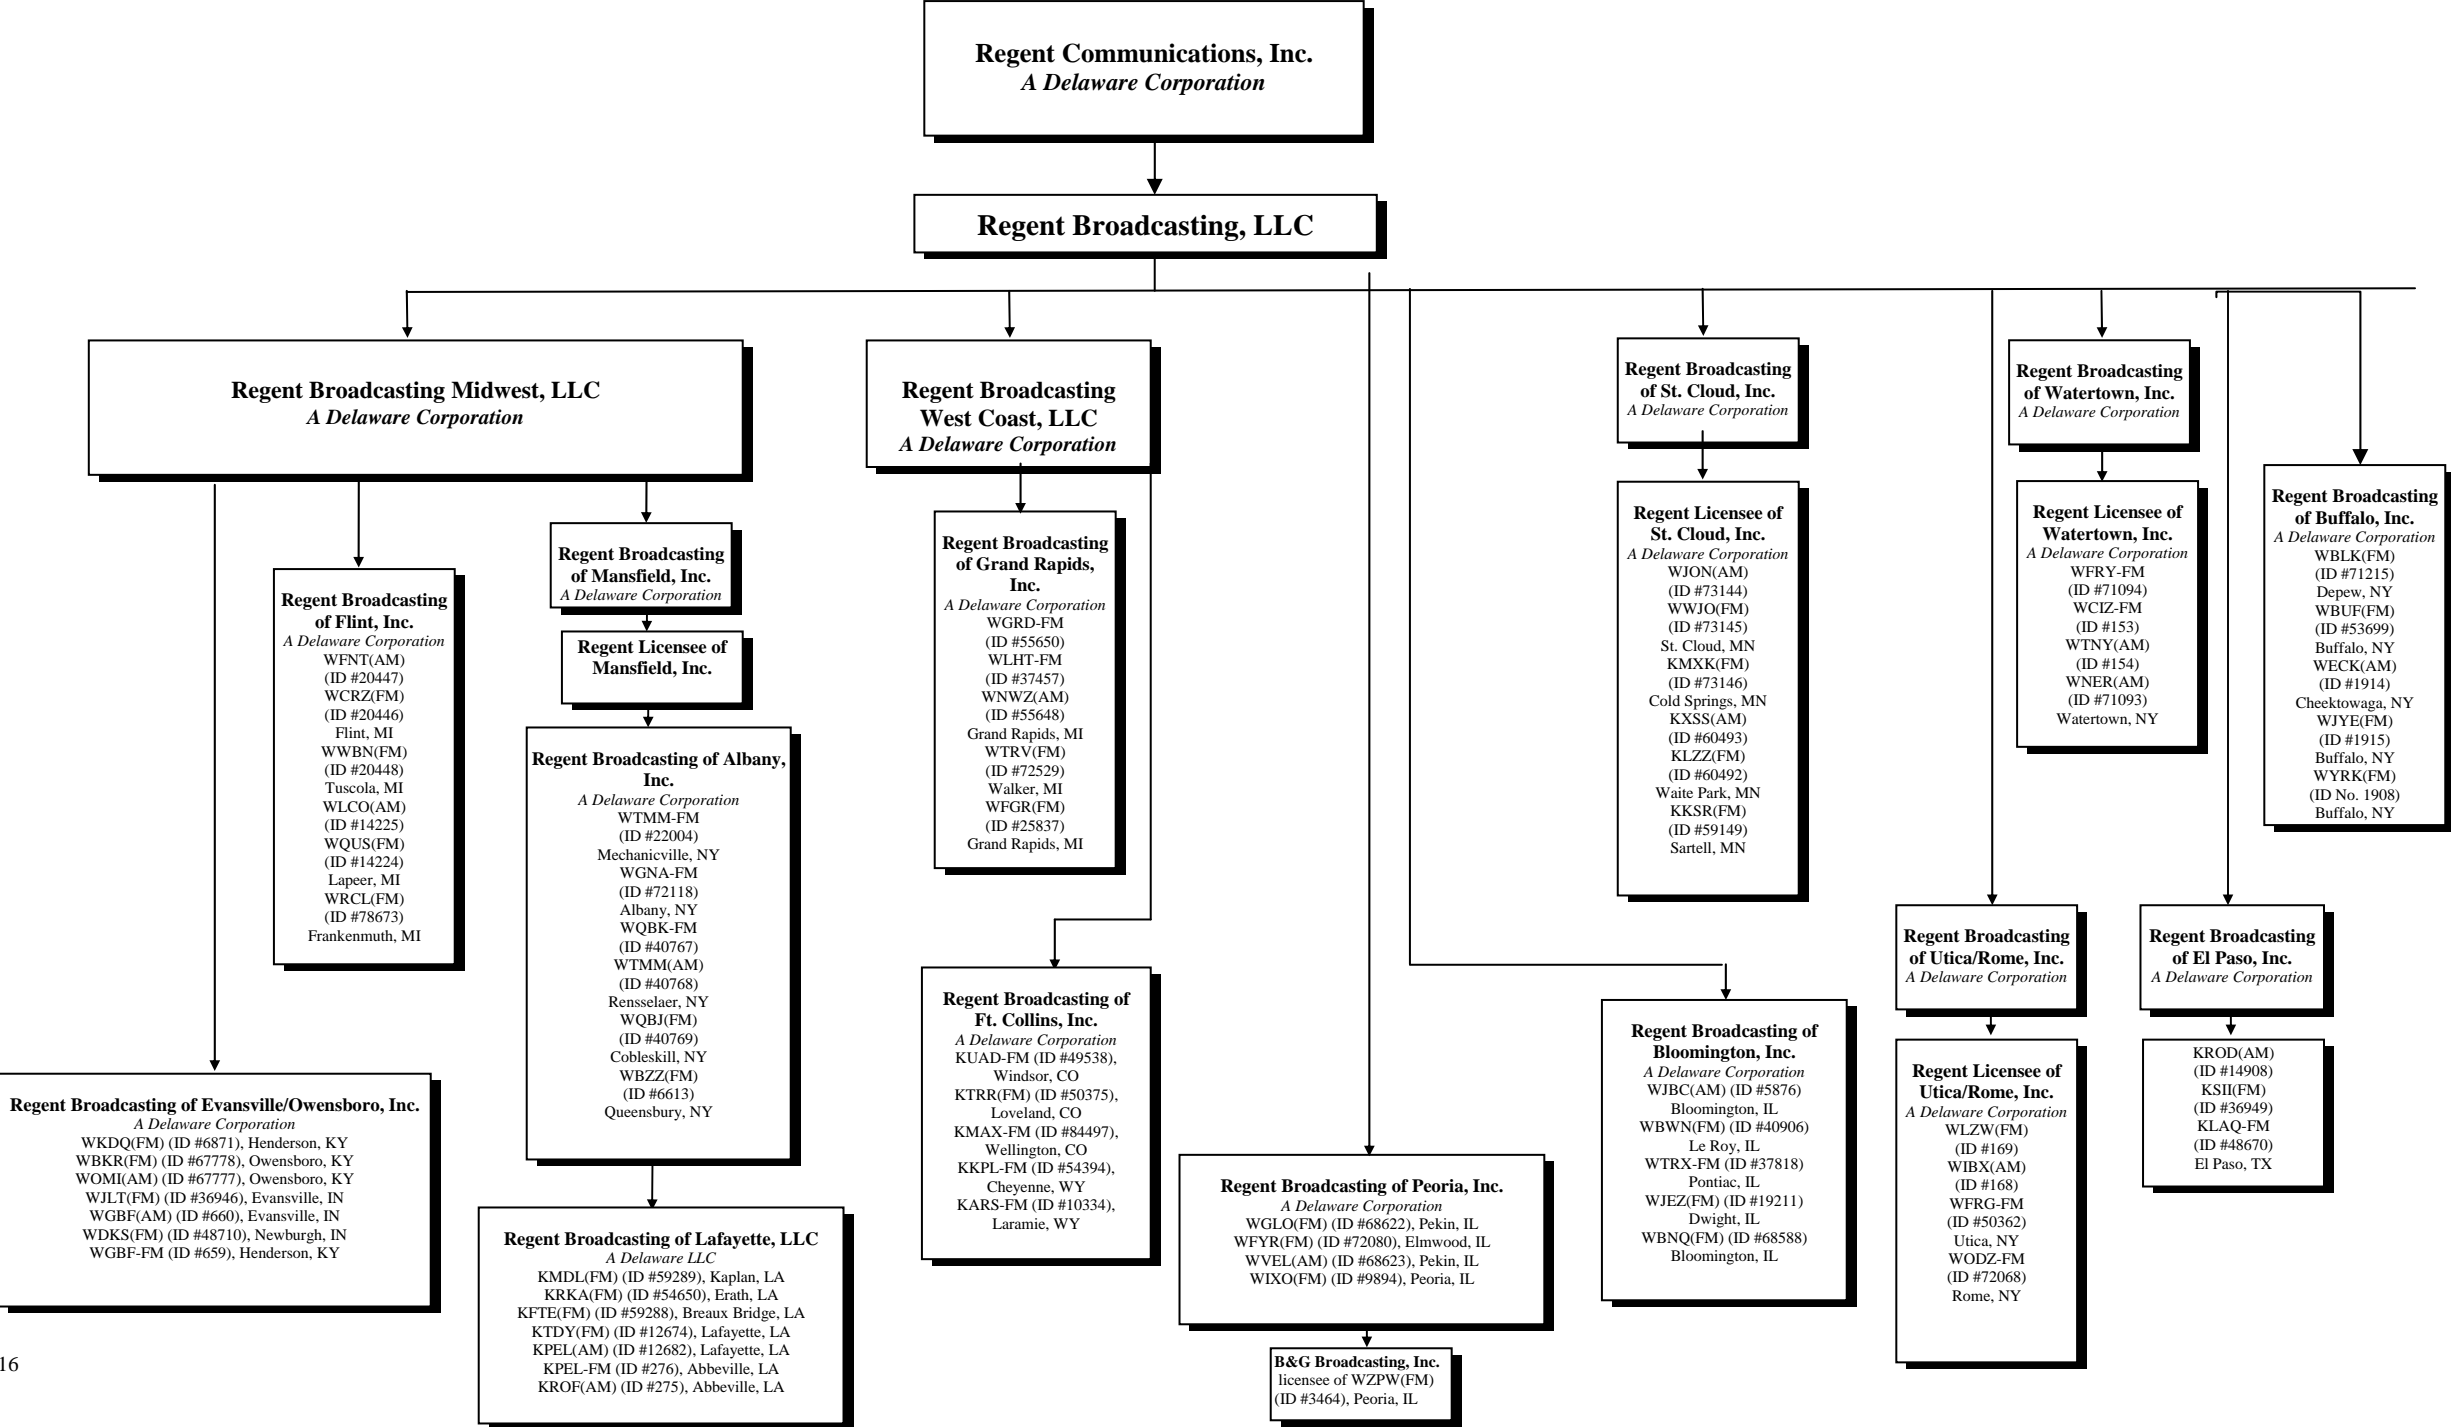 Regent Communications, Inc.
A Delaware Corporation
Regent Broadcasting, LLC
Regent Broadcasting Midwest, LLC
A Delaware Corporation
Regent Broadcasting
West Coast, LLC
A Delaware Corporation
Regent Broadcasting
of St. Cloud, Inc.
A Delaware Corporation
Regent Broadcasting
of Watertown, Inc.
A Delaware Corporation
Regent Broadcasting
of Flint, Inc.
A Delaware Corporation
WFNT(AM)
(ID #20447)
WCRZ(FM)
(ID #20446)
Flint, MI
WWBN(FM)
(ID #20448)
Tuscola, MI
WLCO(AM)
(ID #14225)
WQUS(FM)
(ID #14224)
Lapeer, MI
WRCL(FM)
(ID #78673)
Frankenmuth, MI
Regent Broadcasting
of Mansfield, Inc.
A Delaware Corporation
Regent Licensee of
Mansfield, Inc.
Regent Broadcasting of Albany,
Inc.
A Delaware Corporation
WTMM-FM
(ID #22004)
Mechanicville, NY
WGNA-FM
(ID #72118)
Albany, NY
WQBK-FM
(ID #40767)
WTMM(AM)
(ID #40768)
Rensselaer, NY
WQBJ(FM)
(ID #40769)
Cobleskill, NY
WBZZ(FM)
(ID #6613)
Queensbury, NY
Regent Broadcasting
of Grand Rapids,
Inc.
A Delaware Corporation
WGRD-FM
(ID #55650)
WLHT-FM
(ID #37457)
WNWZ(AM)
(ID #55648)
Grand Rapids, MI
WTRV(FM)
(ID #72529)
Walker, MI
WFGR(FM)
(ID #25837)
Grand Rapids, MI
Regent Licensee of
St. Cloud, Inc.
A Delaware Corporation
WJON(AM)
(ID #73144)
WWJO(FM)
(ID #73145)
St. Cloud, MN
KMXK(FM)
(ID #73146)
Cold Springs, MN
KXSS(AM)
(ID #60493)
KLZZ(FM)
(ID #60492)
Waite Park, MN
KKSR(FM)
(ID #59149)
Sartell, MN
Regent Licensee of
Watertown, Inc.
A Delaware Corporation
WFRY-FM
(ID #71094)
WCIZ-FM
(ID #153)
WTNY(AM)
(ID #154)
WNER(AM)
(ID #71093)
Watertown, NY
Regent Broadcasting
of Buffalo, Inc.
A Delaware Corporation
WBLK(FM)
(ID #71215)
Depew, NY
WBUF(FM)
(ID #53699)
Buffalo, NY
WECK(AM)
(ID #1914)
Cheektowaga, NY
WJYE(FM)
(ID #1915)
Buffalo, NY
WYRK(FM)
(ID No. 1908)
Buffalo, NY
Regent Broadcasting of Evansville/Owensboro, Inc.
A Delaware Corporation
WKDQ(FM) (ID #6871), Henderson, KY
WBKR(FM) (ID #67778), Owensboro, KY
WOMI(AM) (ID #67777), Owensboro, KY
WJLT(FM) (ID #36946), Evansville, IN
WGBF(AM) (ID #660), Evansville, IN
WDKS(FM) (ID #48710), Newburgh, IN
WGBF-FM (ID #659), Henderson, KY
Regent Broadcasting of Lafayette, LLC
A Delaware LLC
KMDL(FM) (ID #59289), Kaplan, LA
KRKA(FM) (ID #54650), Erath, LA
KFTE(FM) (ID #59288), Breaux Bridge, LA
KTDY(FM) (ID #12674), Lafayette, LA
KPEL(AM) (ID #12682), Lafayette, LA
KPEL-FM (ID #276), Abbeville, LA
KROF(AM) (ID #275), Abbeville, LA
Regent Broadcasting of
Ft. Collins, Inc.
A Delaware Corporation
KUAD-FM (ID #49538),
Windsor, CO
KTRR(FM) (ID #50375),
Loveland, CO
KMAX-FM (ID #84497),
Wellington, CO
KKPL-FM (ID #54394),
Cheyenne, WY
KARS-FM (ID #10334),
Laramie, WY
Regent Broadcasting of Peoria, Inc.
A Delaware Corporation
WGLO(FM) (ID #68622), Pekin, IL
WFYR(FM) (ID #72080), Elmwood, IL
WVEL(AM) (ID #68623), Pekin, IL
WIXO(FM) (ID #9894), Peoria, IL
B&G Broadcasting, Inc.
licensee of WZPW(FM)
(ID #3464), Peoria, IL
Regent Broadcasting of
Bloomington, Inc.
A Delaware Corporation
WJBC(AM) (ID #5876)
Bloomington, IL
WBWN(FM) (ID #40906)
Le Roy, IL
WTRX-FM (ID #37818)
Pontiac, IL
WJEZ(FM) (ID #19211)
Dwight, IL
WBNQ(FM) (ID #68588)
Bloomington, IL
Regent Broadcasting
of Utica/Rome, Inc.
A Delaware Corporation
Regent Licensee of
Utica/Rome, Inc.
A Delaware Corporation
WLZW(FM)
(ID #169)
WIBX(AM)
(ID #168)
WFRG-FM
(ID #50362)
Utica, NY
WODZ-FM
(ID #72068)
Rome, NY
Regent Broadcasting
of El Paso, Inc.
A Delaware Corporation
KROD(AM)
(ID #14908)
KSII(FM)
(ID #36949)
KLAQ-FM
(ID #48670)
El Paso, TX
16